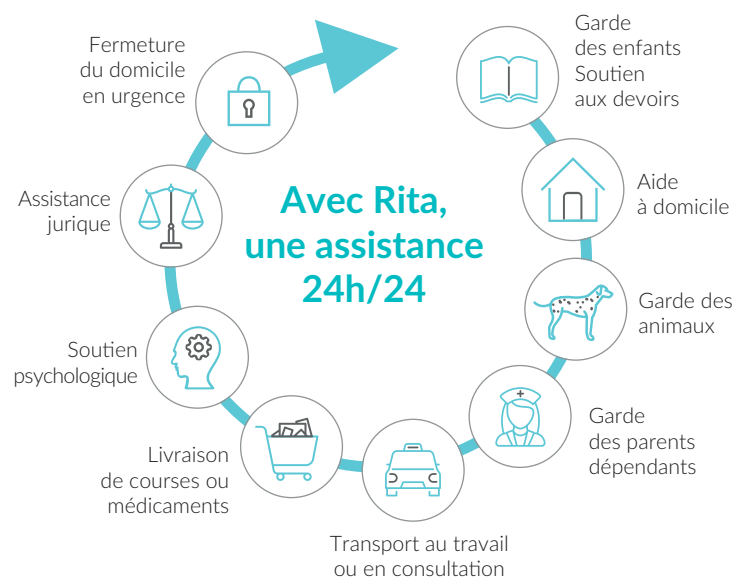 Avec Rita,
une assistance
24h/24
Garde
des enfants
Soutien
aux devoirs
Aide
à domicile
Garde des
animaux
Garde
des parents
dépendants
Transport au travail
ou en consultation
Livraison
de courses ou
médicaments
Soutien
psychologique
Assistance
jurique
Fermeture
du domicile
en urgence